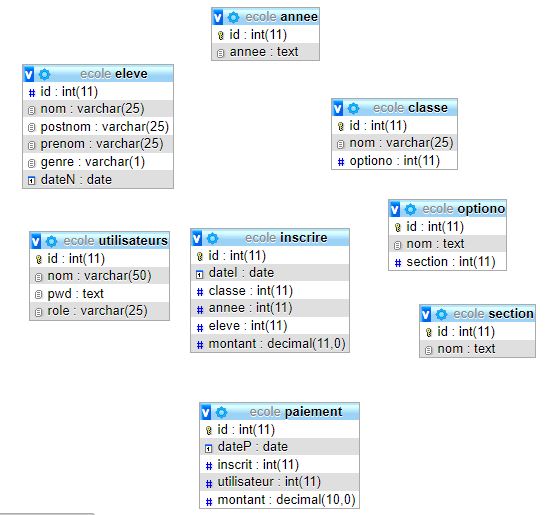 ecole annee
id : int(11)
annee : text
ecole eleve
id : int(11)
nom : varchar(25)
postnom : varchar(25)
prenom : varchar(25)
genre : varchar(1)
dateN : date
ecole classe
id : int(11)
nom : varchar(25)
optiono : int(11)
ecole utilisateurs
id : int(11)
nom : varchar(50)
pwd : text
role : varchar(25)
ecole inscrire
id : int(11)
dateI : date
classe : int(11)
annee : int(11)
eleve : int(11)
montant : decimal(11,0)
ecole optiono
id : int(11)
nom : text
section : int(11)
ecole section
id : int(11)
nom : text
ecole paiement
id : int(11)
dateP : date
inscrit : int(11)
utilisateur : int(11)
montant : decimal(10,0)